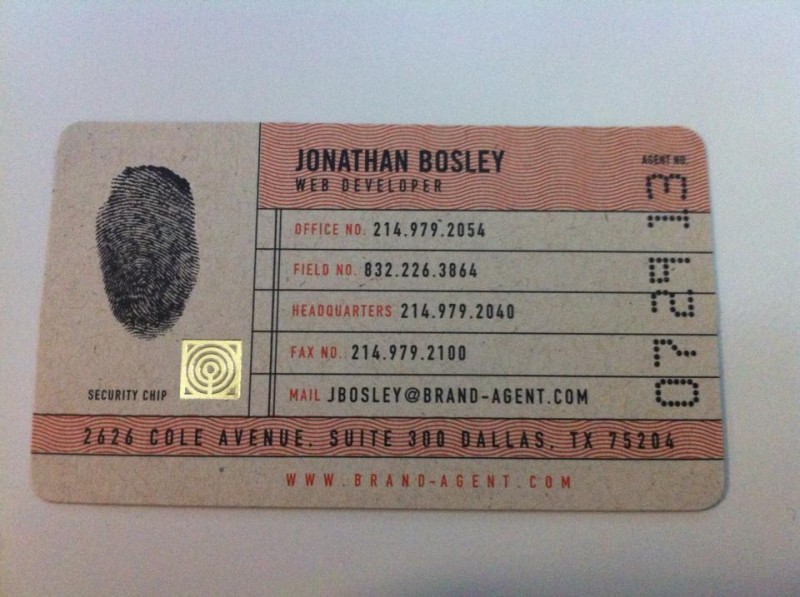 JONATHAN BOSLEY
WEB DEVELOPER
AGENT NO.
072913
OFFICE NO. 214.979.2054
FIELD NO. 832.226.3864
HEADQUARTERS 214.979.2040
FAX NO. 214.979.2100
MAIL JBOSLEY@BRAND-AGENT.COM
SECURITY CHIP
2626 COLE AVENUE. SUITE 300 DALLAS, TX 75204
WWW.BRAND-AGENT.COM